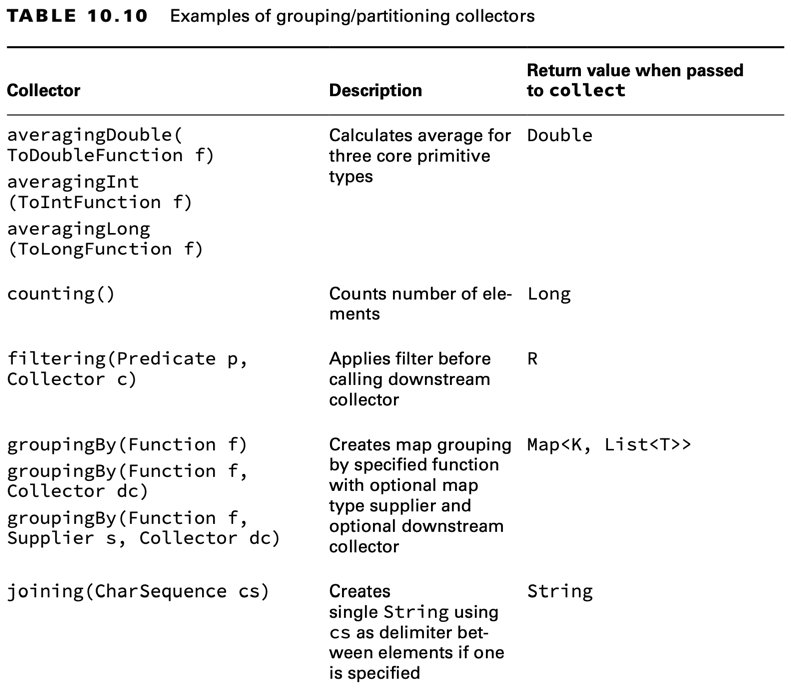 TABLE 10.10 Examples of grouping/partitioning collectors
Collector Description Return value when passed
to collect
averagingDouble(
ToDoubleFunction f)
averagingInt
(ToIntFunction f)
averagingLong
(ToLongFunction f)
Calculates average for
three core primitive
types
Double
counting()
Counts number of ele-
ments
Long
filtering(Predicate p,
Collector c)
Applies filter before
calling downstream
collector
R
groupingBy(Function f)
groupingBy(Function f,
Collector dc)
groupingBy(Function f,
Supplier s, Collector dc)
Creates map grouping
by specified function
with optional map
type supplier and
optional downstream
collector
Map<K, List<T>>
joining(CharSequence cs)
Creates
single String using
cs as delimiter bet-
ween elements if one
is specified
String